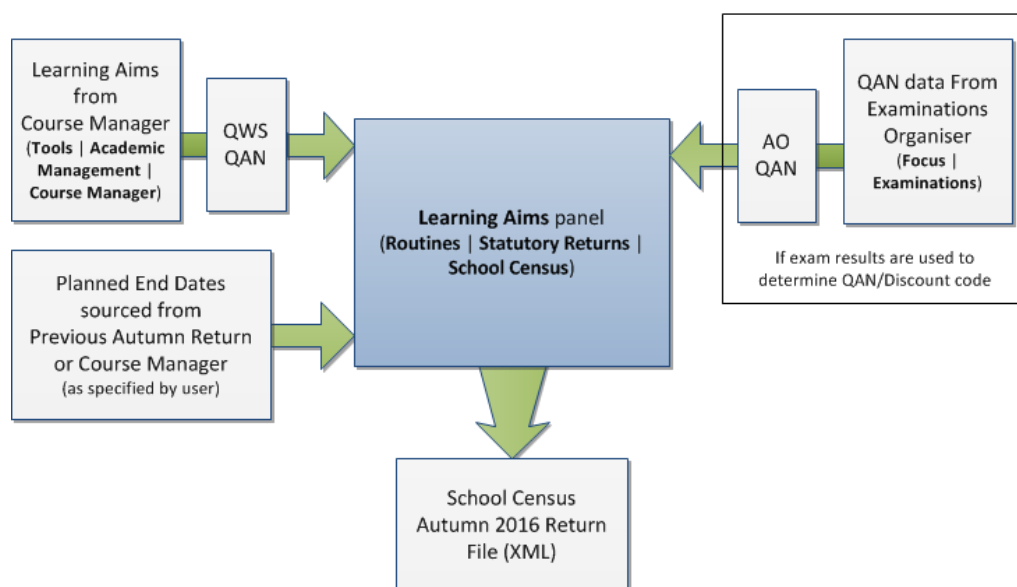 Learning Aims
from
Course Manager
(Tools | Academic
Management |
Course Manager)
QWS
QAN
Planned End Dates
sourced from
Previous Autumn Return
or Course Manager
(as specified by user)
Learning Aims panel
(Routines | Statutory Returns |
School Census)
AO
QAN
QAN data From
Examinations
Organiser
(Focus |
Examinations)
If exam results are used to
determine QAN/Discount code
School Census
Autumn 2016 Return
File (XML)